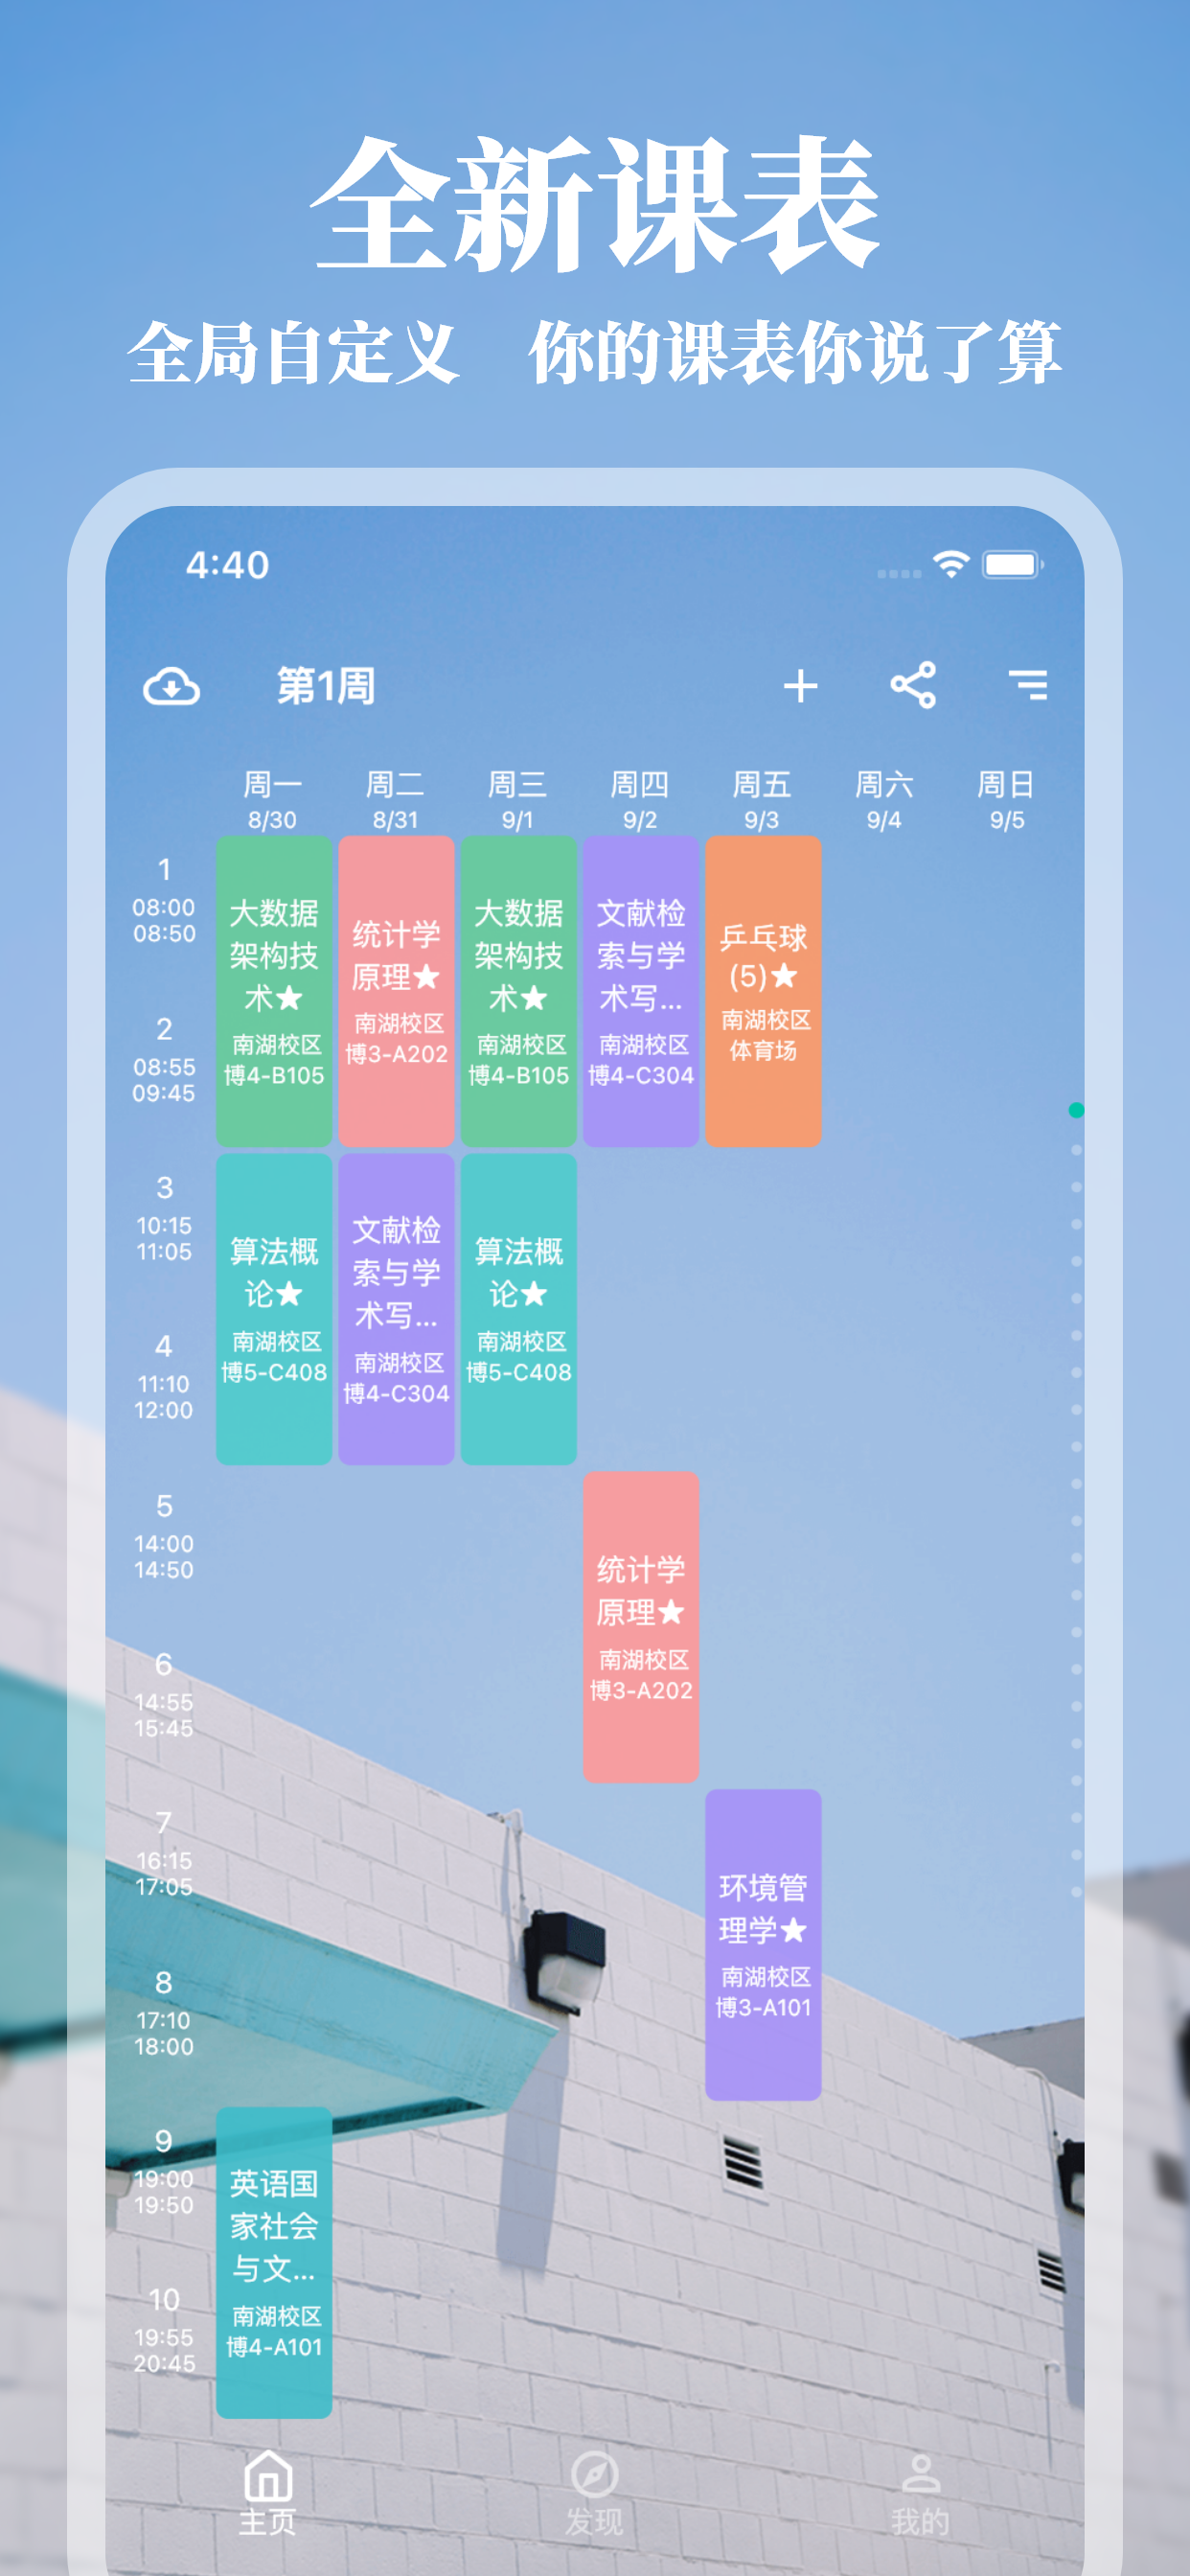 全新课表
全局自定义 你的课表你说了算
4:40
第1周
周一 周二 周三 周四 周五 周六 周日
8/30 8/31 9/1 9/2 9/3 9/4 9/5
1
08:00
08:50
2
08:55
09:45
大数据
架构技
术★
南湖校区
博4-B105
统计学
原理★
南湖校区
博3-A202
大数据
架构技
术★
南湖校区
博4-B105
文献检
索与学
术写...
南湖校区
博4-C304
乒乓球
(5)★
南湖校区
体育场
3
10:15
11:05
4
11:10
12:00
算法概
论★
南湖校区
博5-C408
文献检
索与学
术写...
南湖校区
博4-C304
算法概
论★
南湖校区
博5-C408
5
14:00
14:50
6
14:55
15:45
统计学
原理★
南湖校区
博3-A202
7
16:15
17:05
8
17:10
18:00
环境管
理学★
南湖校区
博3-A101
9
19:00
19:50
10
19:55
20:45
英语国
家社会
与文...
南湖校区
博4-A101
主页 发现 我的